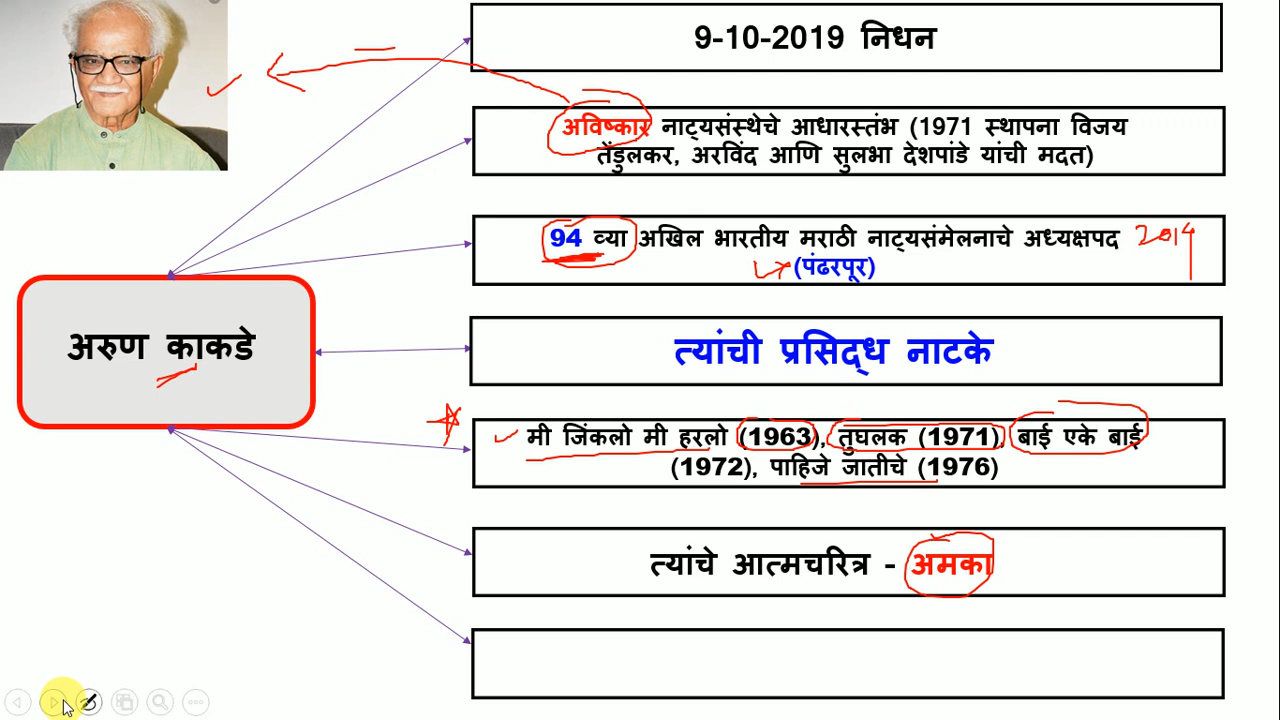 9-10-2019 निधन
अविष्कार नाट्यसंस्थेचे आधारस्तंभ (1971 स्थापना विजय
तेंडुलकर, अरविंद आणि सुलभा देशपांडे यांची मदत)
94 व्या अखिल भारतीय मराठी नाट्यसंमेलनाचे अध्यक्षपद 2014
(पंढरपूर)
अरुण काकडे
त्यांची प्रसिद्ध नाटके
मी जिंकलो मी हरलो (1963), तुघलक (1971), बाई एके बाई
(1972), पाहिजे जातीचे (1976)
त्यांचे आत्मचरित्र - अमका